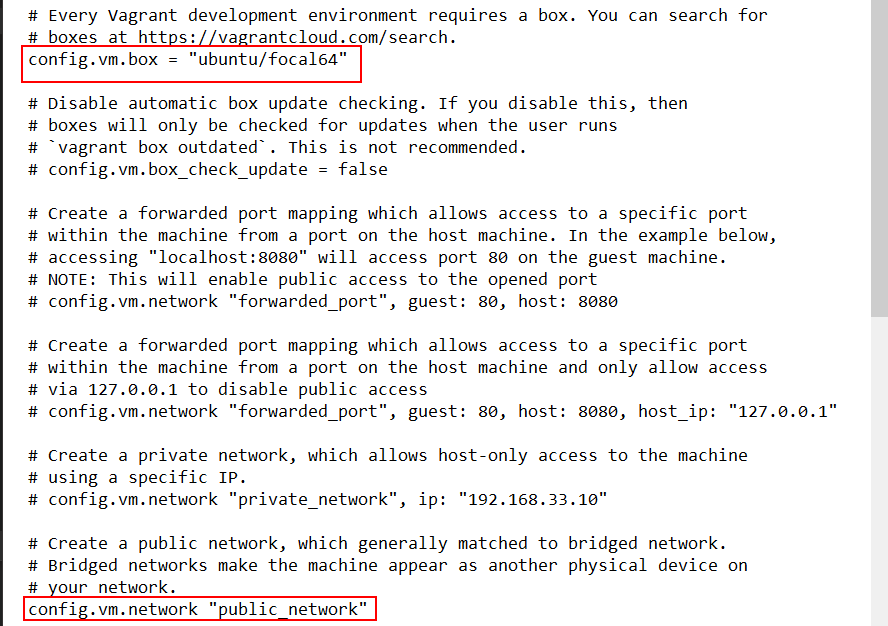 # Every Vagrant development environment requires a box. You can search for
# boxes at https://vagrantcloud.com/search.
config.vm.box = "ubuntu/focal64"
# Disable automatic box update checking. If you disable this, then
# boxes will only be checked for updates when the user runs
# `vagrant box outdated`. This is not recommended.
# config.vm.box_check_update = false
# Create a forwarded port mapping which allows access to a specific port
# within the machine from a port on the host machine. In the example below,
# accessing "localhost:8080" will access port 80 on the guest machine.
# NOTE: This will enable public access to the opened port
# config.vm.network "forwarded_port", guest: 80, host: 8080
# Create a forwarded port mapping which allows access to a specific port
# within the machine from a port on the host machine and only allow access
# via 127.0.0.1 to disable public access
# config.vm.network "forwarded_port", guest: 80, host: 8080, host_ip: "127.0.0.1"
# Create a private network, which allows host-only access to the machine
# using a specific IP.
# config.vm.network "private_network", ip: "192.168.33.10"
# Create a public network, which generally matched to bridged network.
# Bridged networks make the machine appear as another physical device on
# your network.
config.vm.network "public_network"